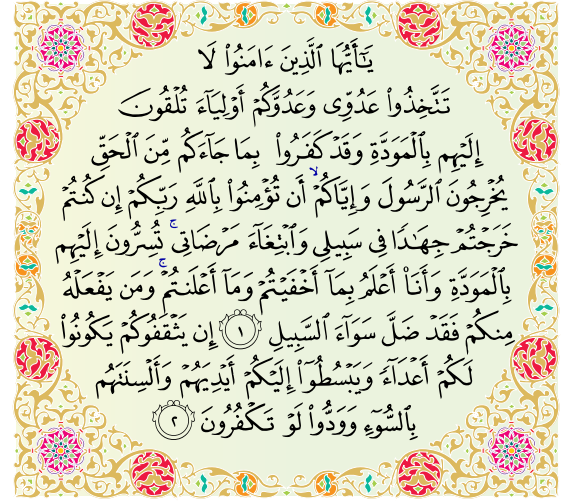 يَـٰٓأَيُّهَا ٱلَّذِينَ ءَامَنُوا۟ لَا
تَتَّخِذُوا۟ عَدُوِّى وَعَدُوَّكُمْ أَوْلِيَآءَ تُلْقُونَ
إِلَيْهِم بِٱلْمَوَدَّةِ وَقَدْ كَفَرُوا۟ بِمَا جَآءَكُم مِّنَ ٱلْحَقِّ
يُخْرِجُونَ ٱلرَّسُولَ وَإِيَّاكُمْ ۙ أَن تُؤْمِنُوا۟ بِٱللَّهِ رَبِّكُمْ إِن كُنتُمْ
خَرَجْتُمْ جِهَـٰدًا فِى سَبِيلِى وَٱبْتِغَآءَ مَرْضَاتِى ۚ تُسِرُّونَ إِلَيْهِم
بِٱلْمَوَدَّةِ وَأَنَا۠ أَعْلَمُ بِمَآ أَخْفَيْتُمْ وَمَآ أَعْلَنتُمْ ۚ وَمَن يَفْعَلْهُ
مِنكُمْ فَقَدْ ضَلَّ سَوَآءَ ٱلسَّبِيلِ ١ إِن يَثْقَفُوكُمْ يَكُونُوا۟
لَكُمْ أَعْدَآءً وَيَبْسُطُوٓا۟ إِلَيْكُمْ أَيْدِيَهُمْ وَأَلْسِنَتَهُم
بِٱلسُّوٓءِ وَوَدُّوا۟ لَوْ تَكْفُرُونَ ٢